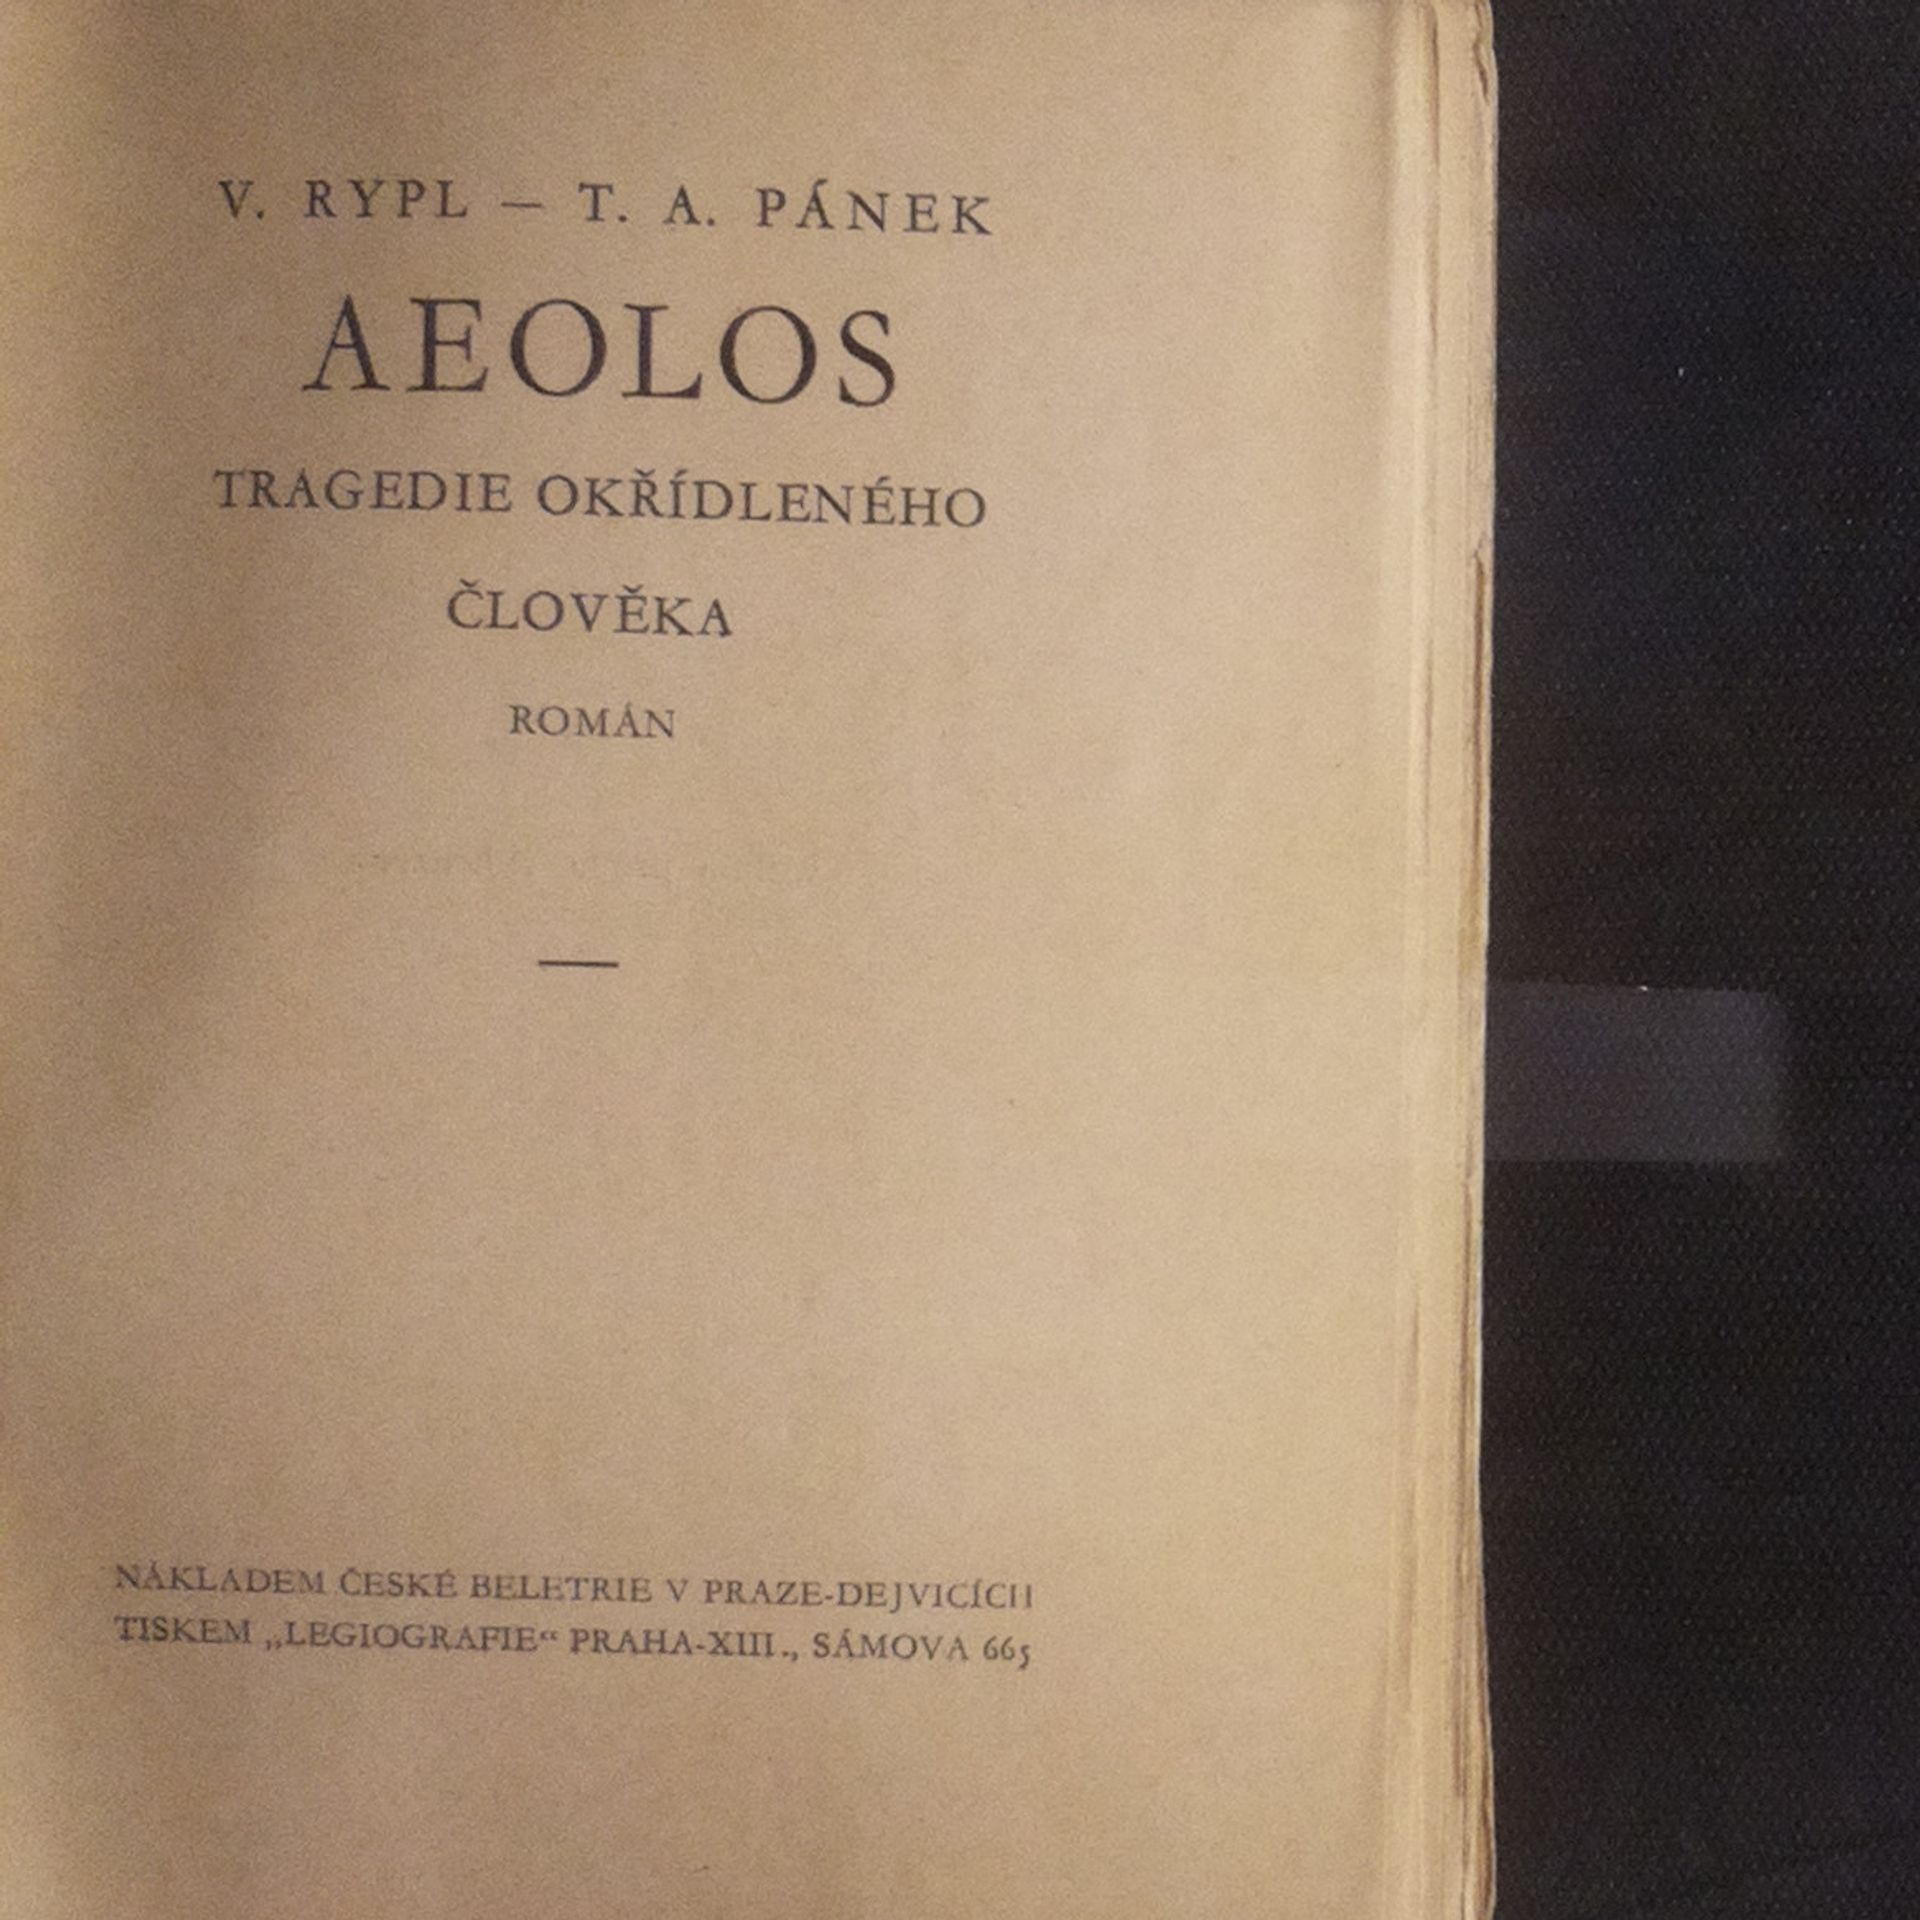 V. RYPL — T. A. PÁNEK
AEOLOS
TRAGEDIE OKŘÍDLENÉHO
ČLOVĚKA
ROMÁN
NÁKLADEM ČESKÉ BELETRIE V PRAZE-DEJVICÍCH
TISKEM „LEGIOGRAFIE“ PRAHA-XIII., SÁMOVA 665